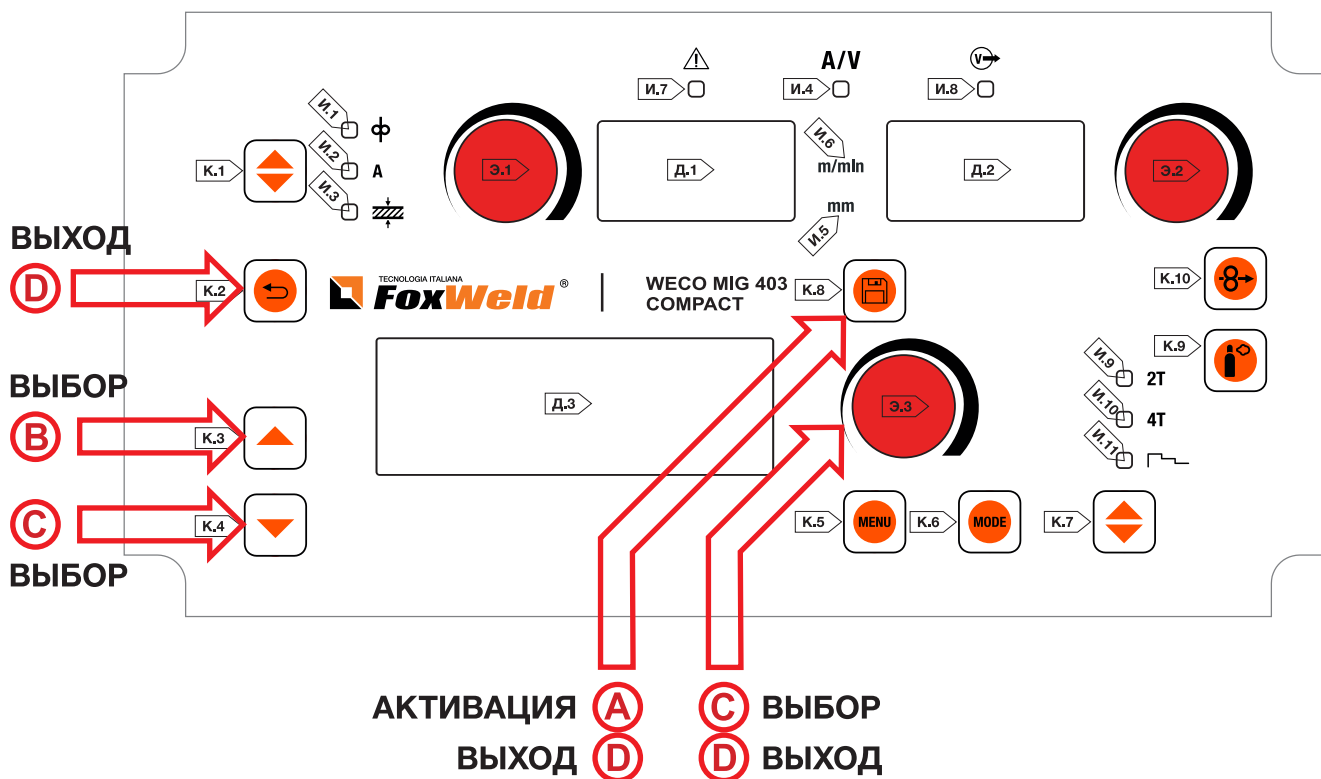 И.7
A/V
И.4
И.8
И.1
И.2
A
И.3
К.1
Э.1
Д.1
И.6
m/mIn
mm
И.5
Д.2
Э.2
ВЫХОД
D
К.2
TECNOLOGIA ITALIANA
FoxWeld®
WECO MIG 403
COMPACT
К.8
К.10
К.9
ВЫБОР
B
К.3
Д.3
Э.3
И.9
2T
И.10
4T
И.11
C
К.4
ВЫБОР
К.5
MENU
К.6
MODE
К.7
АКТИВАЦИЯ A
ВЫХОД D
C ВЫБОР
D ВЫХОД